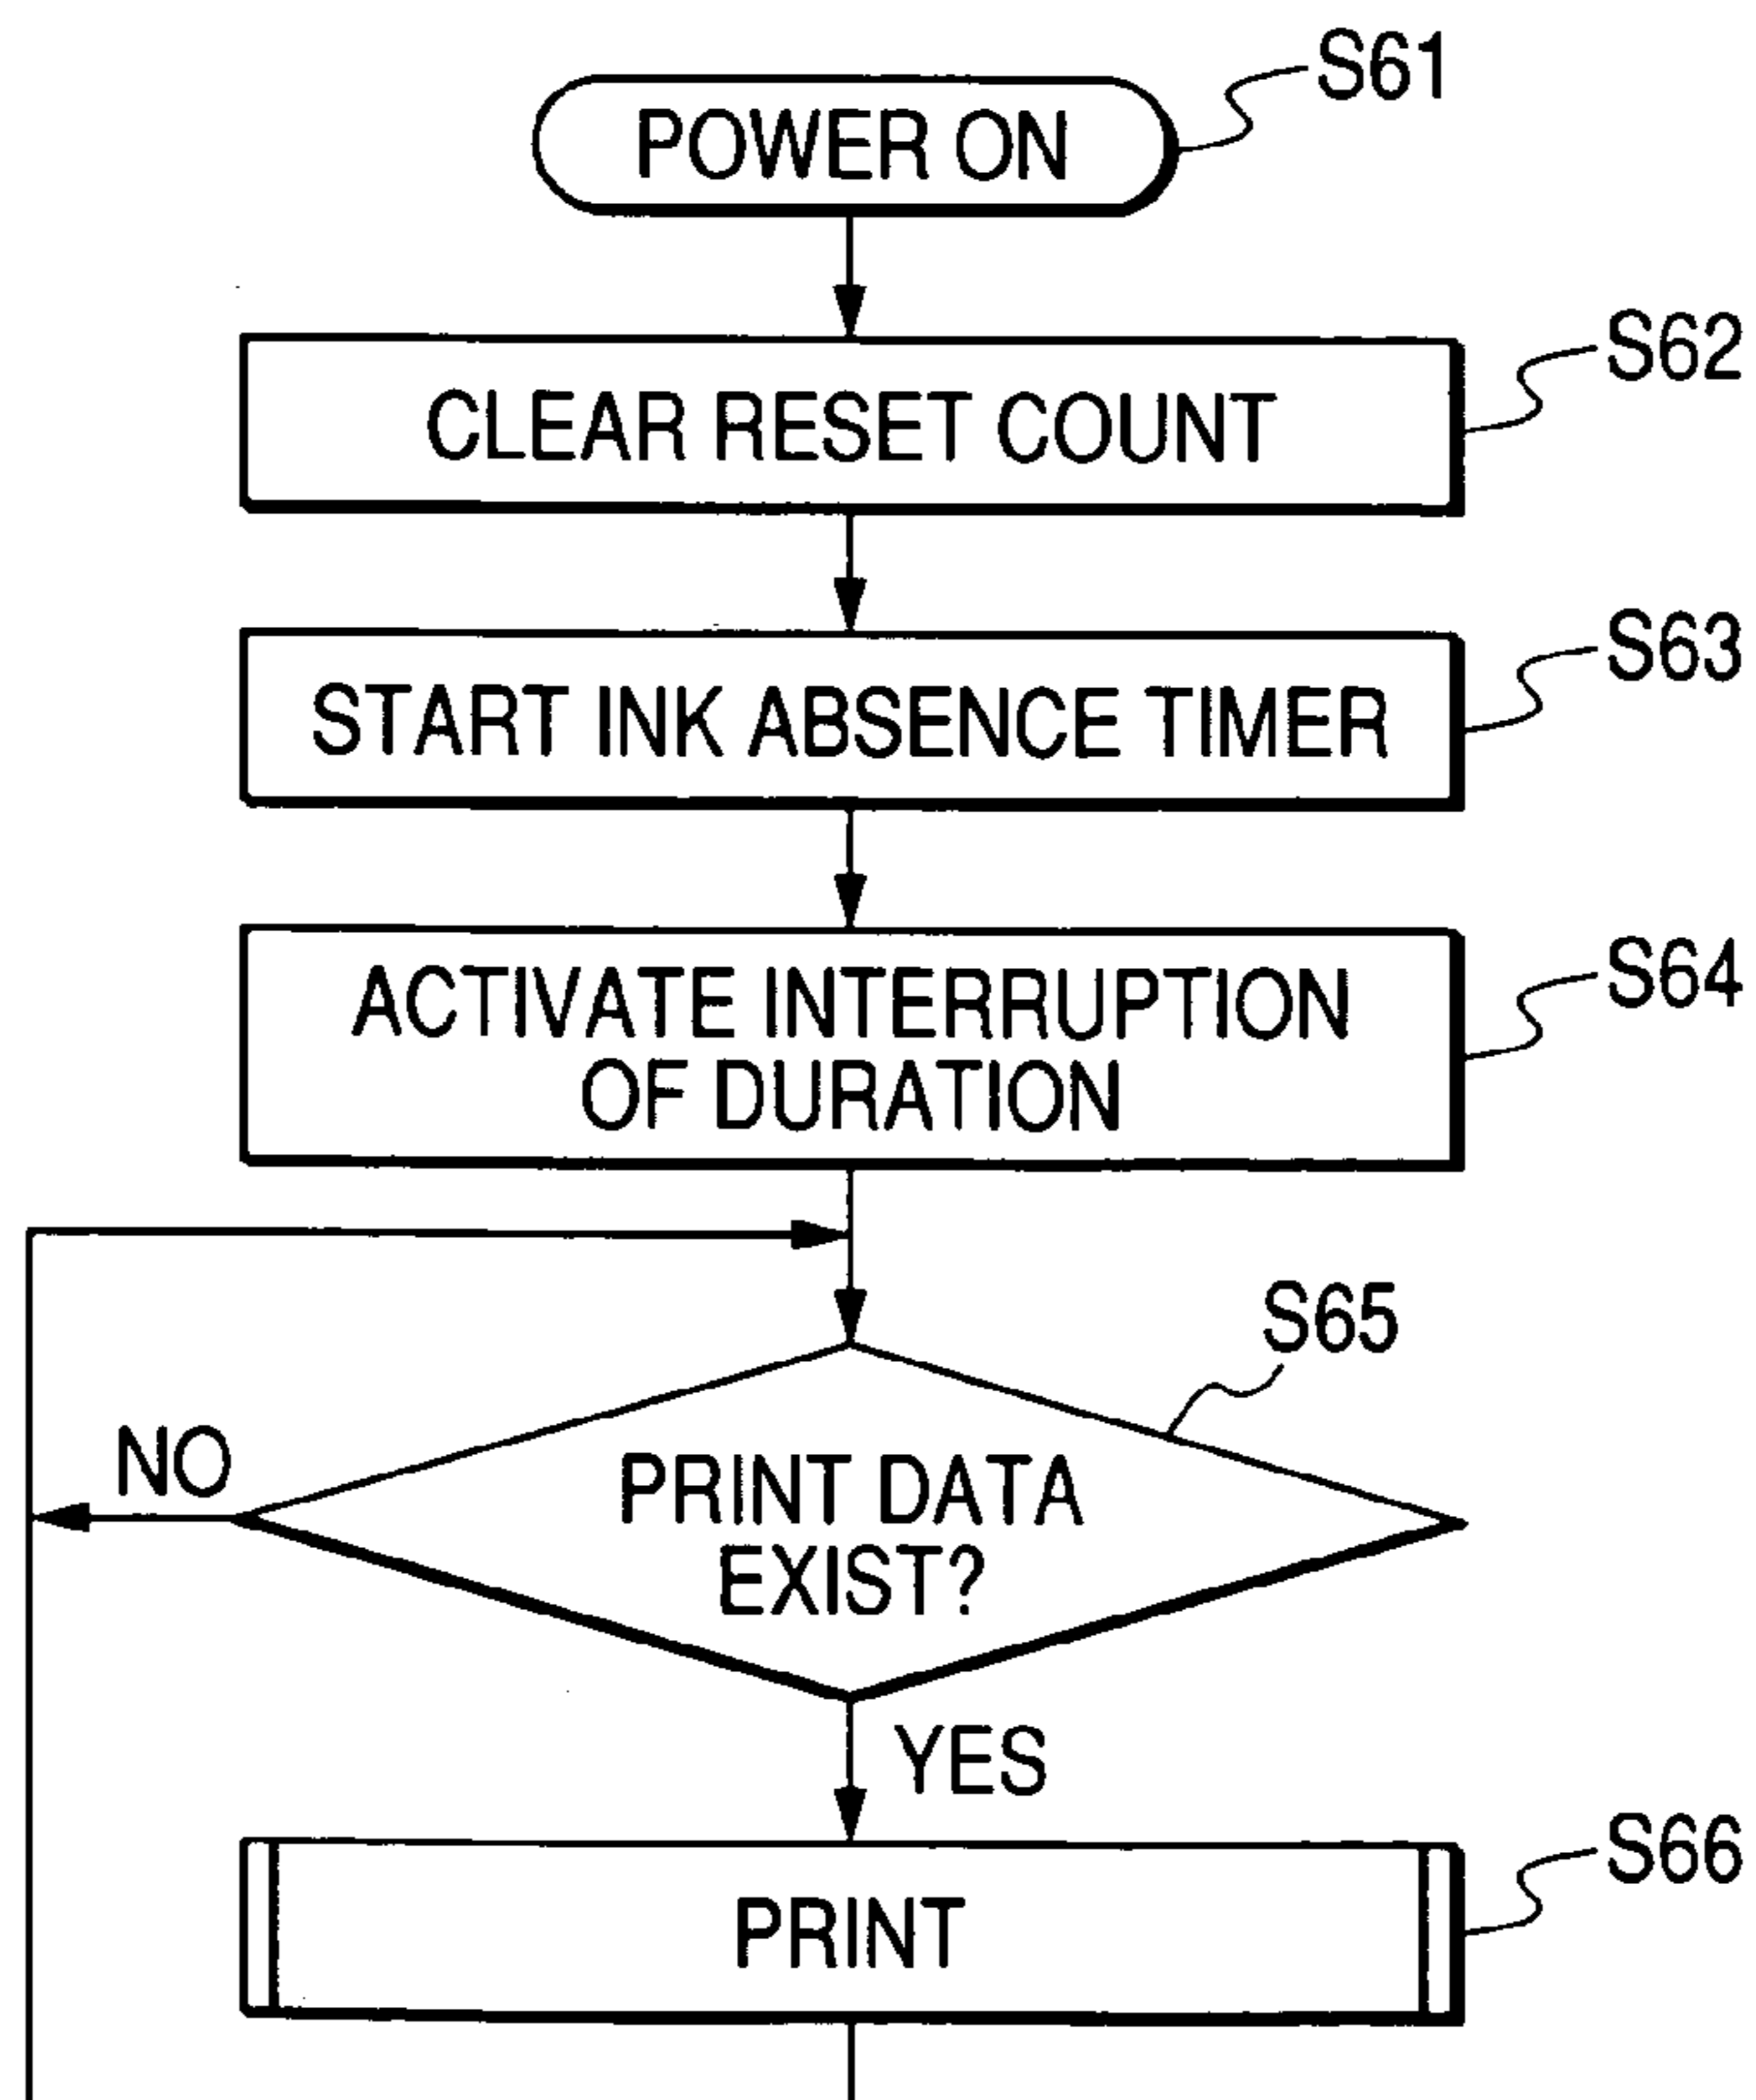 S61
POWER ON
S62
CLEAR RESET COUNT
S63
START INK ABSENCE TIMER
S64
ACTIVATE INTERRUPTION
OF DURATION
S65
NO
PRINT DATA
EXIST?
YES
S66
PRINT